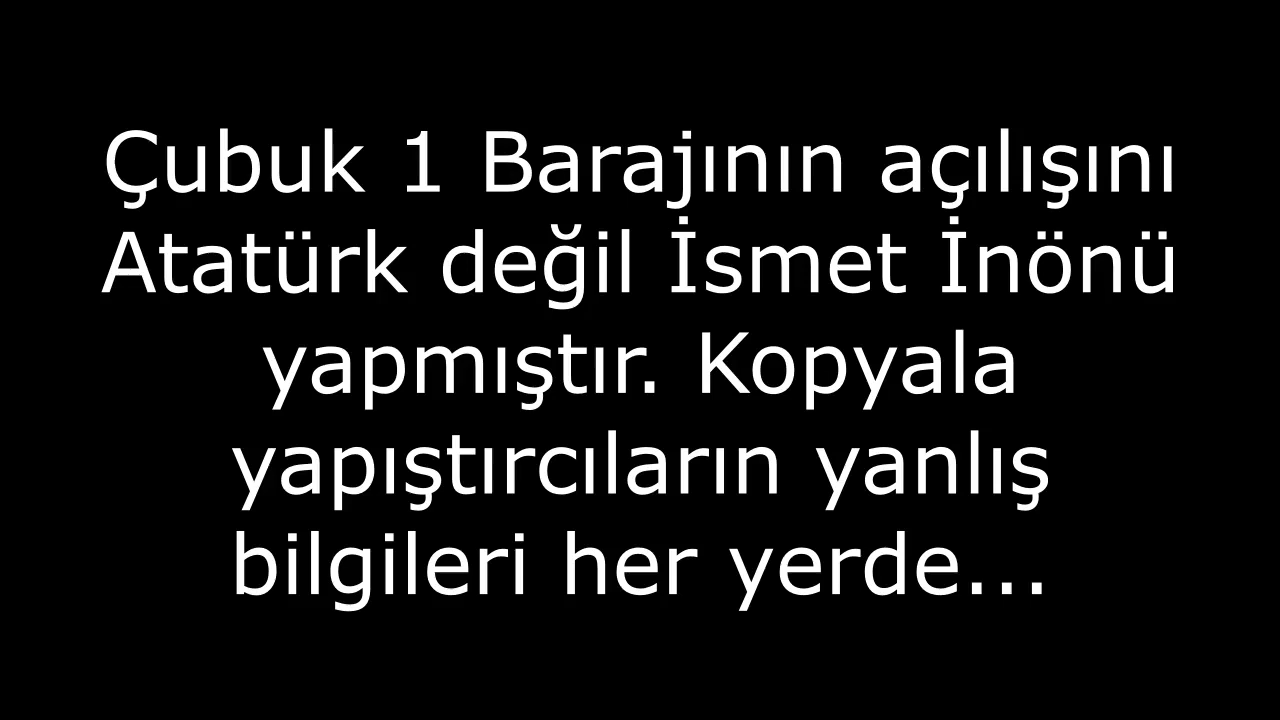 Çubuk 1 Barajının açılışını
Atatürk değil İsmet İnönü
yapmıştır. Kopyala
yapıştırcıların yanlış
bilgileri her yerde...